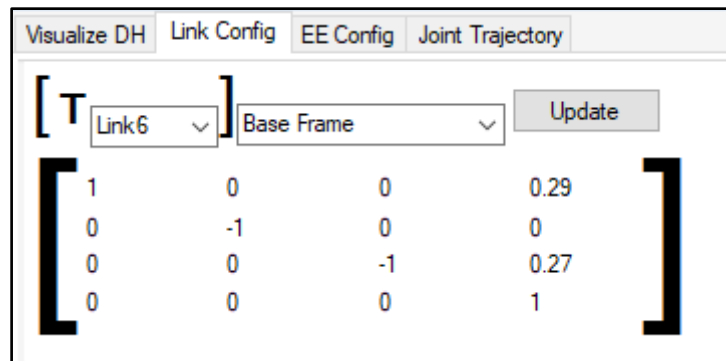 Visualize DH Link Config EE Config Joint Trajectory
[ T Link6 ] Base Frame Update
1 0 0 0.29
0 -1 0 0
0 0 -1 0.27
0 0 0 1